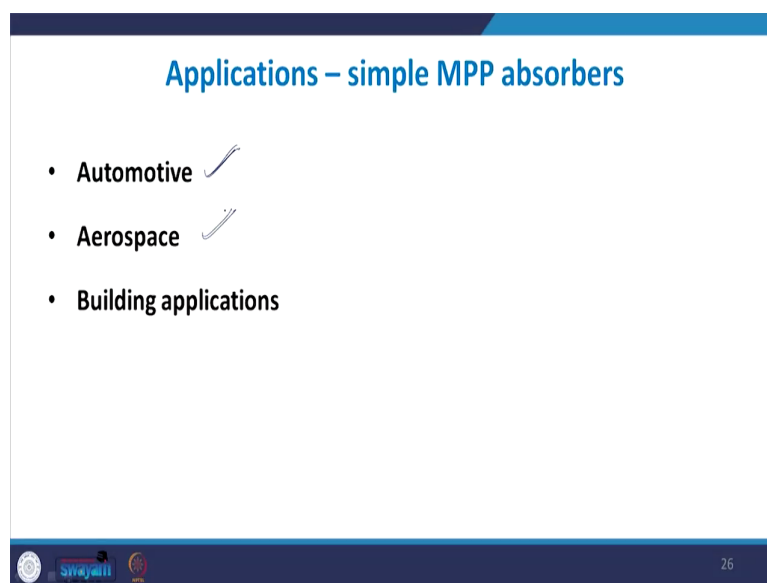 Applications – simple MPP absorbers
• Automotive
• Aerospace
• Building applications
swayam
26